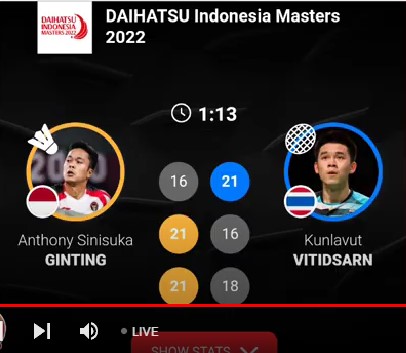 DAIHATSU
INDONESIA
MASTERS 2022
DAIHATSU Indonesia Masters
2022
1:13
16 21
Anthony Sinisuka
GINTING
21 16
Kunlavut
VITIDSARN
21 18
LIVE
SHOW STATS